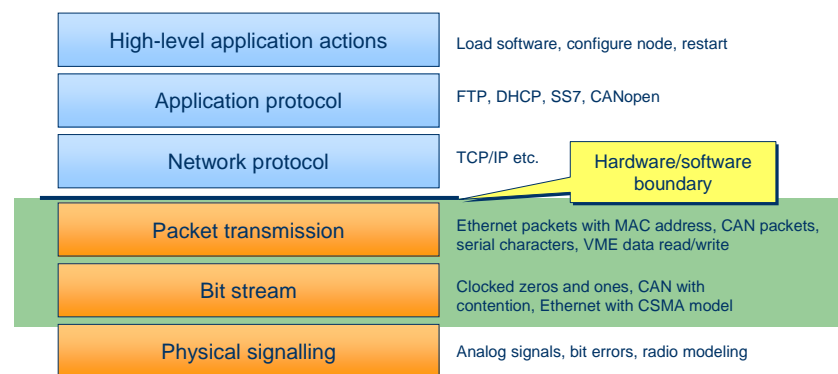 High-level application actions
Load software, configure node, restart
Application protocol
FTP, DHCP, SS7, CANopen
Network protocol
TCP/IP etc.
Hardware/software
boundary
Packet transmission
Ethernet packets with MAC address, CAN packets,
serial characters, VME data read/write
Bit stream
Clocked zeros and ones, CAN with
contention, Ethernet with CSMA model
Physical signalling
Analog signals, bit errors, radio modeling